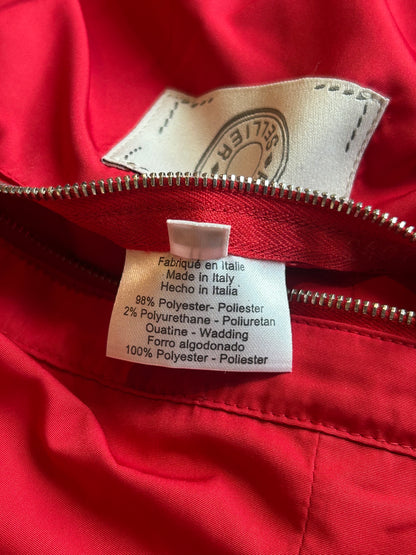 SELLIER
Fabriqué en Italie
Made in Italy
Hecho in Italia
98% Polyester- Poliester
2% Polyurethane - Poliuretan
Ouatine - Wadding
Forro algodonado
100% Polyester - Poliester